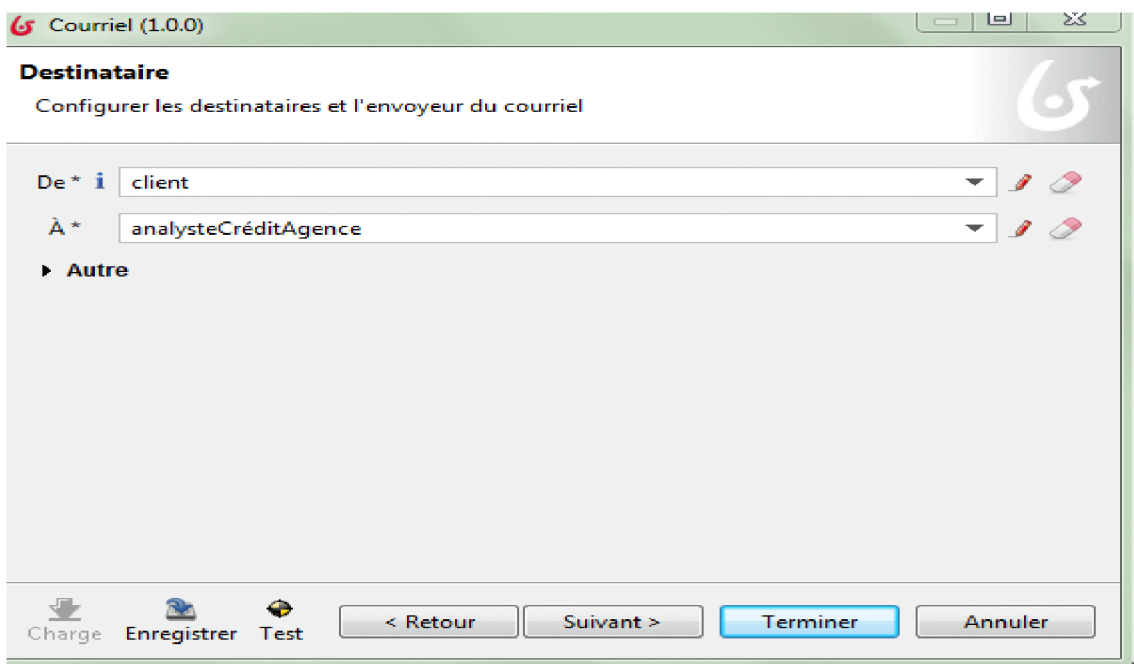 Courriel (1.0.0)
Destinataire
Configurer les destinataires et l'envoyeur du courriel
De * i client
À * analysteCréditAgence
Autre
Charge Enregistrer Test < Retour Suivant > Terminer Annuler